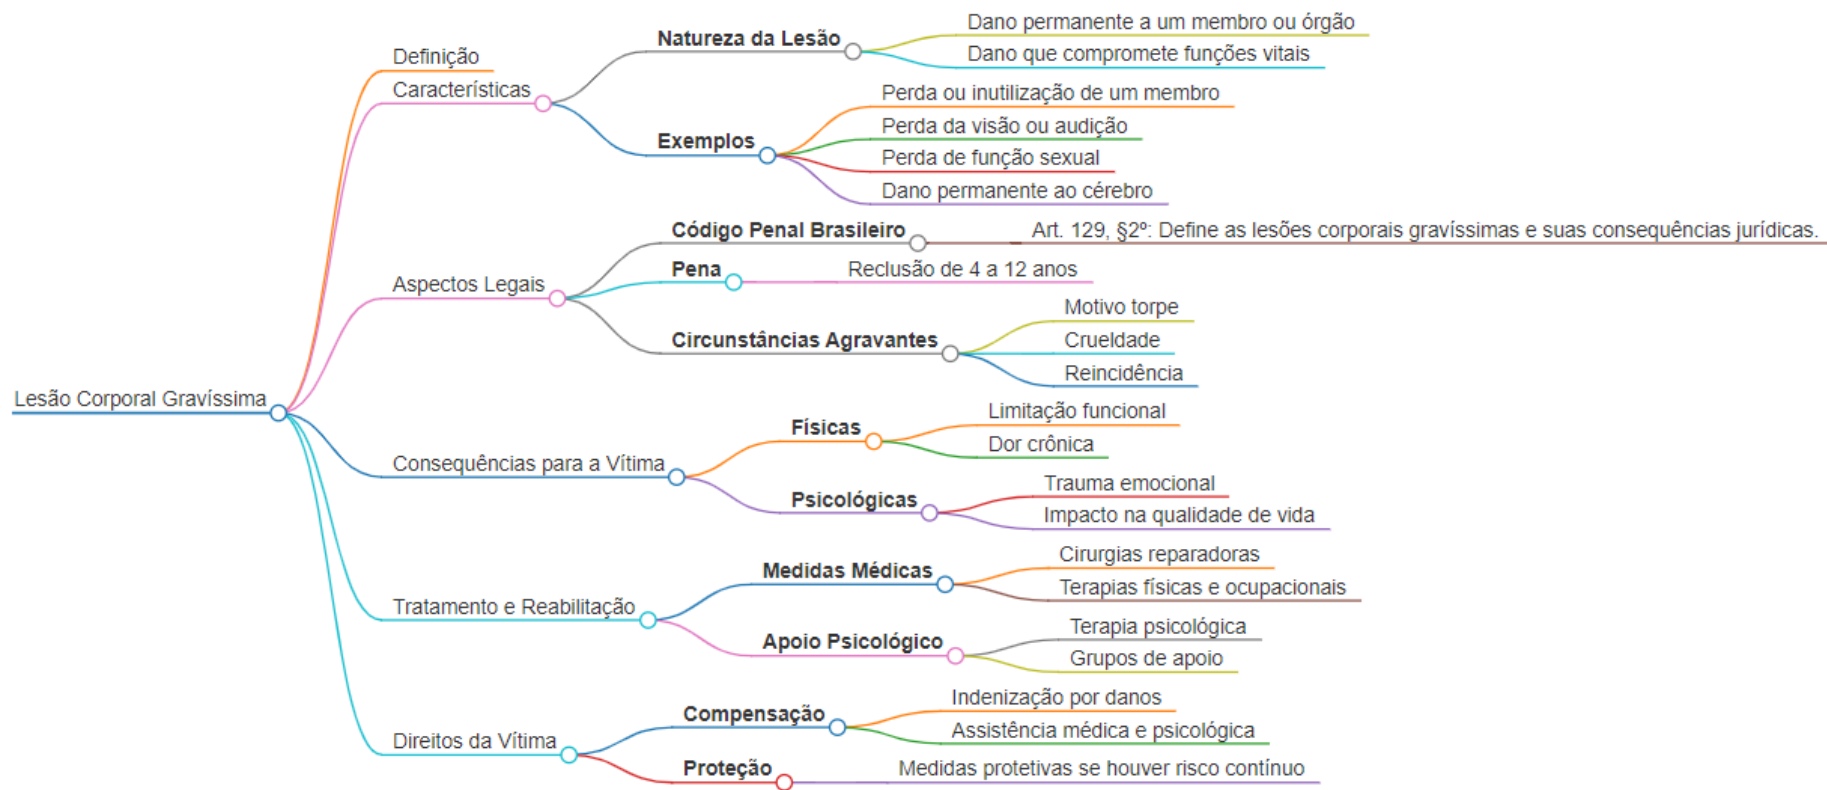 Lesão Corporal Gravíssima
Definição
Características
Natureza da Lesão
Dano permanente a um membro ou órgão
Dano que compromete funções vitais
Exemplos
Perda ou inutilização de um membro
Perda da visão ou audição
Perda de função sexual
Dano permanente ao cérebro
Aspectos Legais
Código Penal Brasileiro
Art. 129, §2º: Define as lesões corporais gravíssimas e suas consequências jurídicas.
Pena
Reclusão de 4 a 12 anos
Circunstâncias Agravantes
Motivo torpe
Crueldade
Reincidência
Consequências para a Vítima
Físicas
Limitação funcional
Dor crônica
Psicológicas
Trauma emocional
Impacto na qualidade de vida
Tratamento e Reabilitação
Medidas Médicas
Cirurgias reparadoras
Terapias físicas e ocupacionais
Apoio Psicológico
Terapia psicológica
Grupos de apoio
Direitos da Vítima
Compensação
Indenização por danos
Assistência médica e psicológica
Proteção
Medidas protetivas se houver risco contínuo